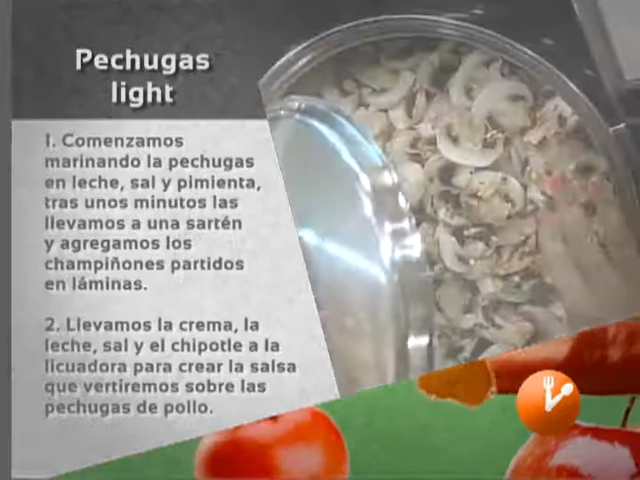 Pechugas
light
1. Comenzamos
marinando la pechugas
en leche, sal y pimienta,
tras unos minutos las
llevamos a una sartén
y agregamos los
champiñones partidos
en láminas.
2. Llevamos la crema, la
leche, sal y el chipotle a la
licuadora para crear la salsa
que vertiremos sobre las
pechugas de pollo.